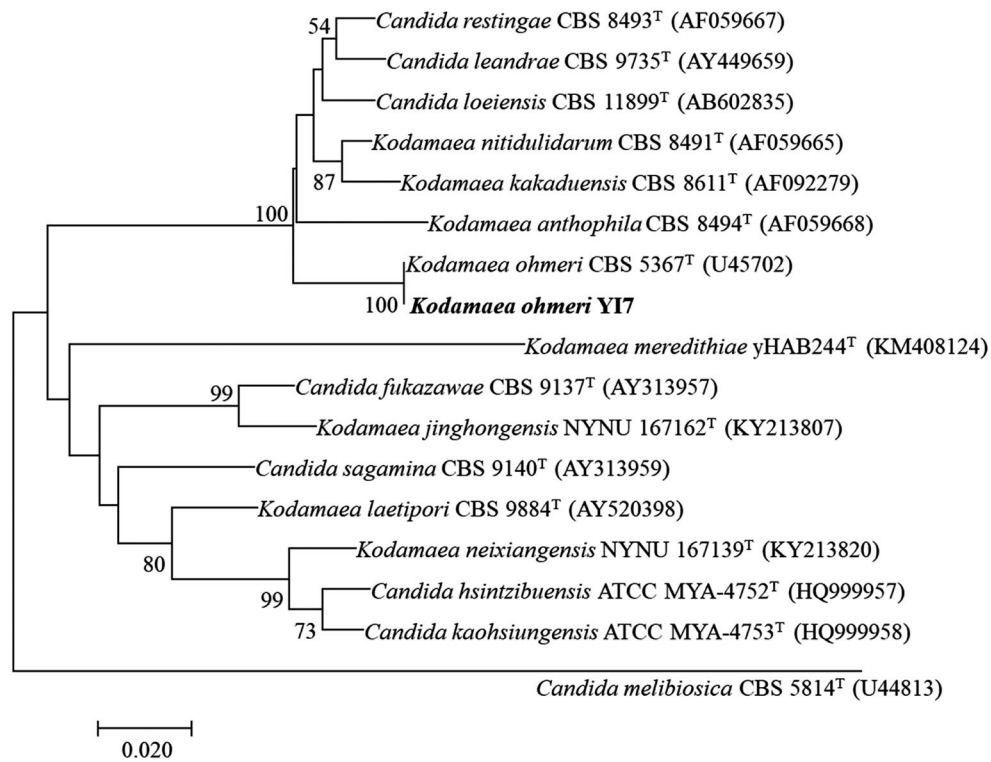 54
Candida restingae CBS 8493ᵀ (AF059667)
Candida leandrae CBS 9735ᵀ (AY449659)
Candida loeiensis CBS 11899ᵀ (AB602835)
Kodamaea nitidulidarum CBS 8491ᵀ (AF059665)
87
Kodamaea kakaduensis CBS 8611ᵀ (AF092279)
100
Kodamaea anthophila CBS 8494ᵀ (AF059668)
Kodamaea ohmeri CBS 5367ᵀ (U45702)
100
Kodamaea ohmeri YI7
Kodamaea meredithiae yHAB244ᵀ (KM408124)
99
Candida fukazawae CBS 9137ᵀ (AY313957)
Kodamaea jinghongensis NYNU 167162ᵀ (KY213807)
Candida sagamina CBS 9140ᵀ (AY313959)
Kodamaea laetipori CBS 9884ᵀ (AY520398)
80
Kodamaea neixiangensis NYNU 167139ᵀ (KY213820)
Candida hsintzibuensis ATCC MYA-4752ᵀ (HQ999957)
99
73
Candida kaohsiungensis ATCC MYA-4753ᵀ (HQ999958)
Candida melibiosica CBS 5814ᵀ (U44813)
0.020